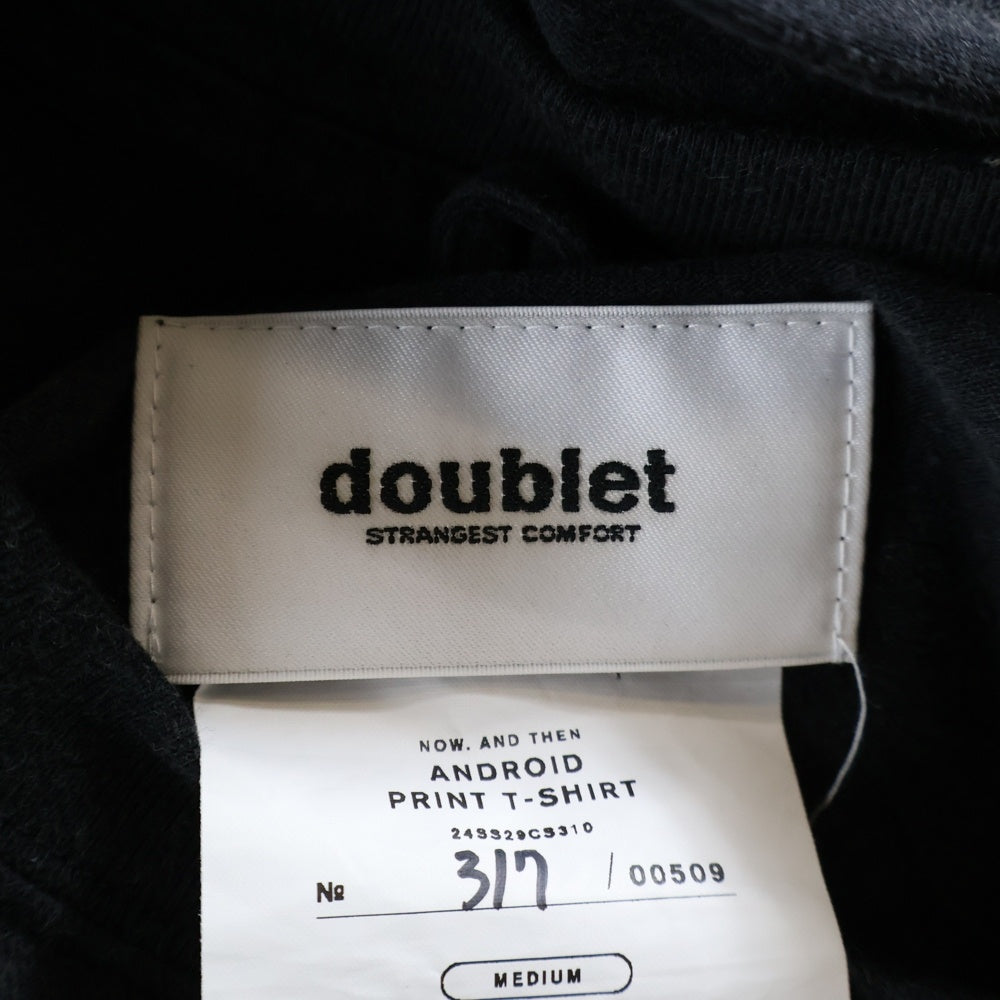 doublet
STRANGEST COMFORT
NOW. AND THEN
ANDROID
PRINT T-SHIRT
24SS29CS310
№ 317 / 00509
MEDIUM